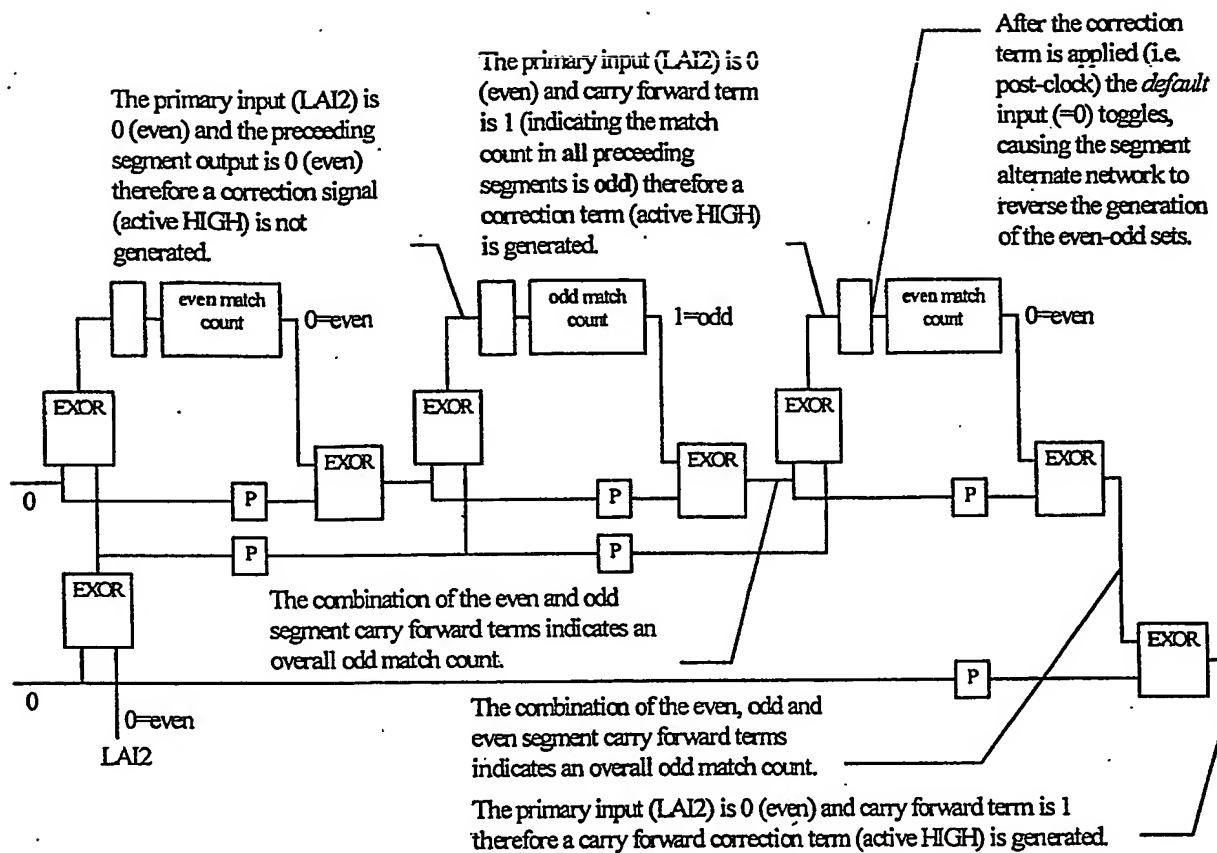 After the correction
term is applied (i.e.
post-clock) the default
input (=0) toggles,
causing the segment
alternate network to
reverse the generation
of the even-odd sets.
The primary input (LAI2) is 0
(even) and carry forward term
is 1 (indicating the match
count in all preceeding
segments is odd) therefore a
correction term (active HIGH)
is generated.
The primary input (LAI2) is
0 (even) and the preceeding
segment output is 0 (even)
therefore a correction signal
(active HIGH) is not
generated.
even match
count
0=even
odd match
count
1=odd
even match
count
0=even
EXOR
EXOR
EXOR
EXOR
EXOR
EXOR
0
P
P
P
P
P
EXOR
The combination of the even and odd
segment carry forward terms indicates an
overall odd match count.
EXOR
P
0
0=even
LAI2
The combination of the even, odd and
even segment carry forward terms
indicates an overall odd match count.
The primary input (LAI2) is 0 (even) and carry forward term is 1
therefore a carry forward correction term (active HIGH) is generated.